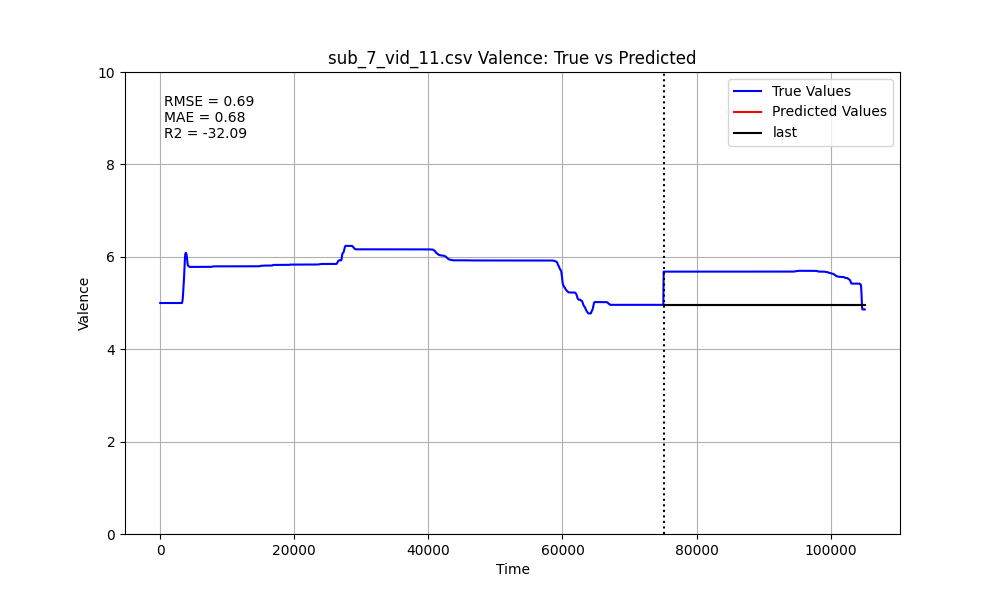 sub_7_vid_11.csv Valence: True vs Predicted
10
8
6
4
2
0
Valence
RMSE = 0.69
MAE = 0.68
R2 = -32.09
True Values
Predicted Values
last
0
20000
40000
60000
80000
100000
Time